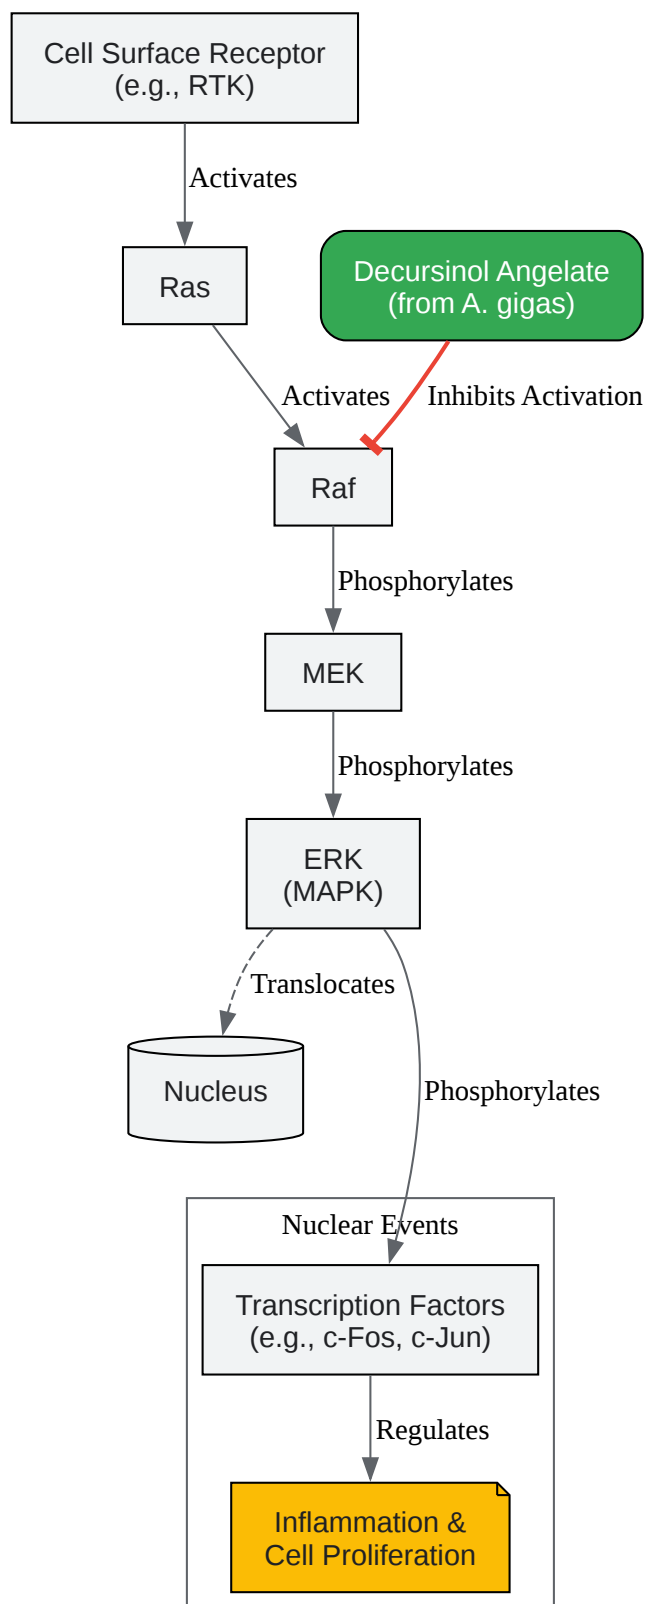 Cell Surface Receptor
(e.g., RTK)
Activates
Ras
Decursinol Angelate
(from A. gigas)
Activates
Inhibits Activation
Raf
Phosphorylates
MEK
Phosphorylates
ERK
(MAPK)
Translocates
Nucleus
Phosphorylates
Nuclear Events
Transcription Factors
(e.g., c-Fos, c-Jun)
Regulates
Inflammation &
Cell Proliferation